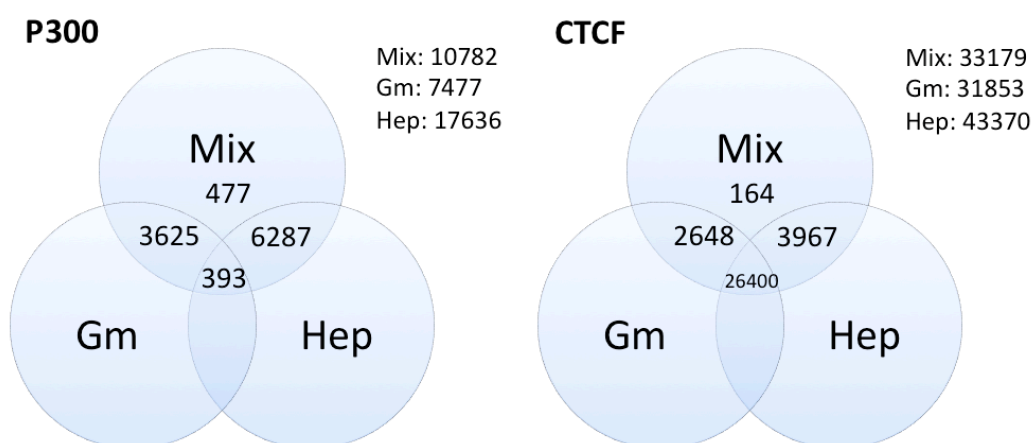 P300
Mix: 10782
Gm: 7477
Hep: 17636
Mix
477
3625 6287
393
Gm Hep
CTCF
Mix: 33179
Gm: 31853
Hep: 43370
Mix
164
2648 3967
26400
Gm Hep